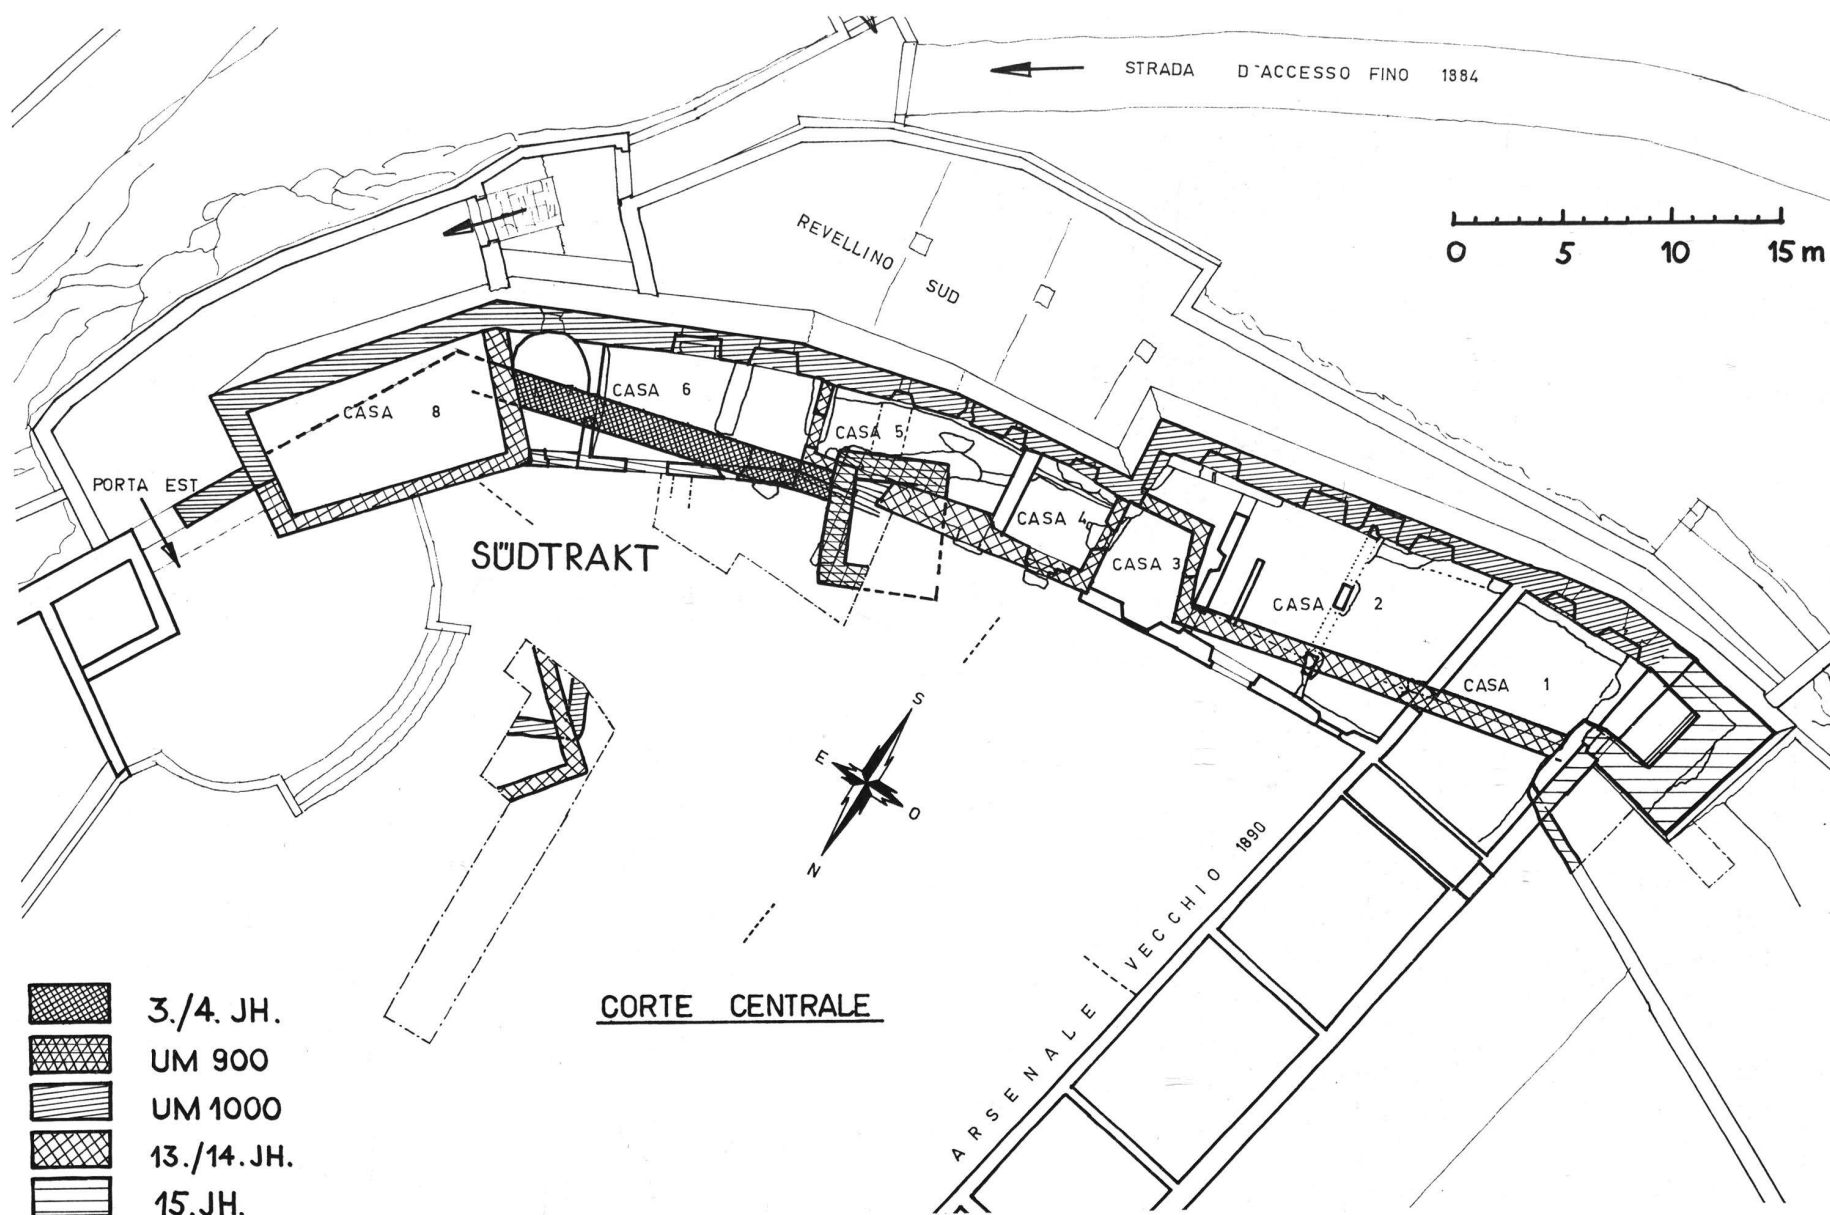 STRADA D'ACCESSO FINO 1884
0 5 10 15 m
REVELLINO
SUD
CASA 8
CASA 6
CASA 5
CASA 4
CASA 3
CASA 2
CASA 1
PORTA EST
SÜDTRAKT
S
E
O
N
ARSENALE VECCHIO 1890
CORTE CENTRALE
3./4. JH.
UM 900
UM 1000
13./14. JH.
15. JH.